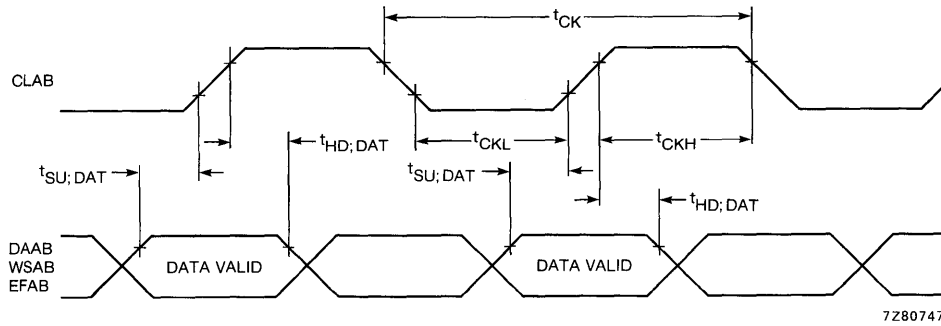 tCK
CLAB
tHD; DAT
tCKL
tCKH
tSU; DAT
tSU; DAT
tHD; DAT
DAAB
WSAB
EFAB
DATA VALID
DATA VALID
7Z80747